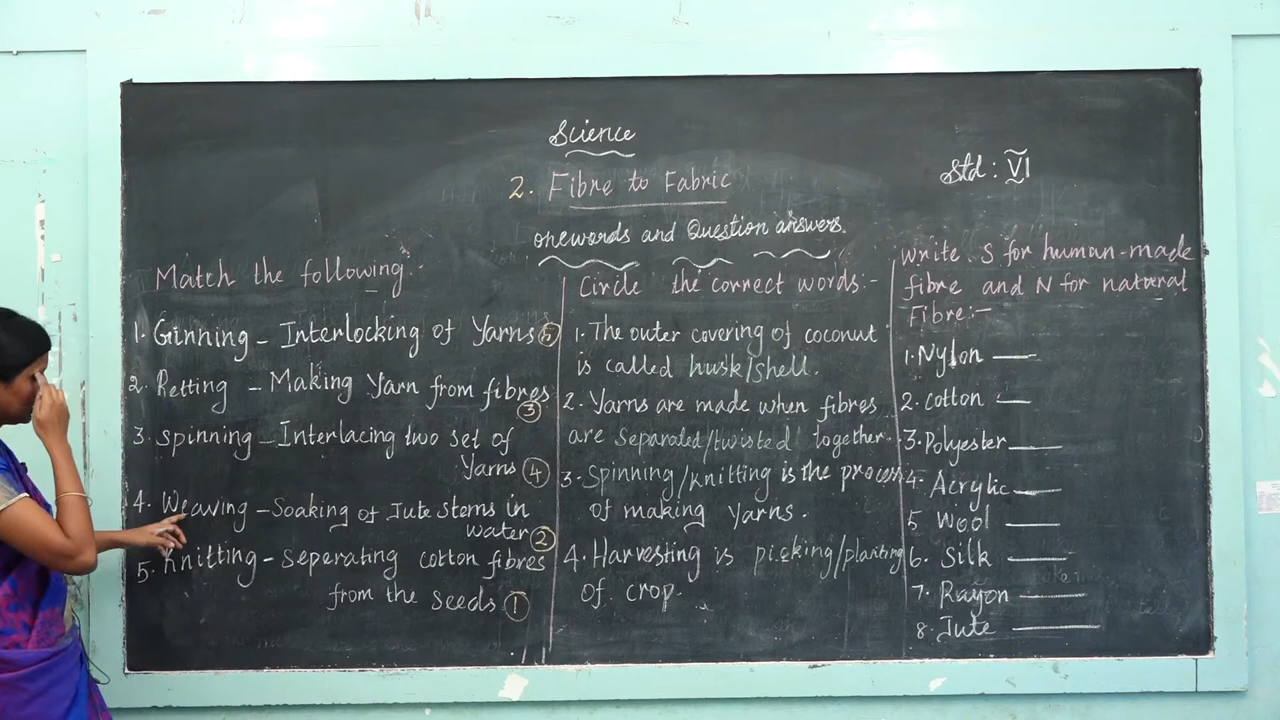 Science
2. Fibre to Fabric
Std : VI
onewords and Question answers.
Match the following:-
1. Ginning - Interlocking of Yarns 5
2. Retting - Making Yarn from fibres
3
3. spinning - Interlacing two set of
Yarns 4
4. Weaving - Soaking of Jute stems in
water 2
5. Knitting - Seperating cotton fibres
from the seeds 1
Circle the correct words:-
1. The outer covering of coconut
is called husk/shell.
2. Yarns are made when fibres
are Separated/twisted together.
3. Spinning/knitting is the process
of making yarns.
4. Harvesting is picking/planting
of crop.
Write S for human-made
fibre and N for natural
Fibre:-
1. Nylon
2. cotton
3. Polyester
4. Acrylic
5 Wool
6. Silk
7. Rayon
8. Jute